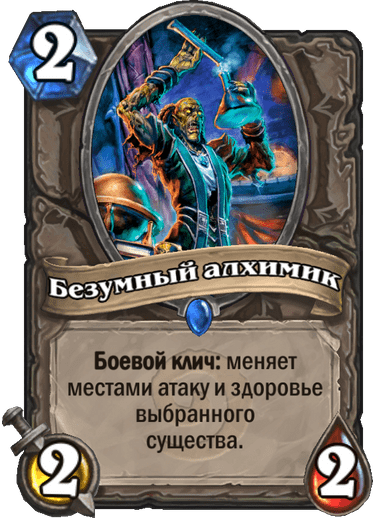 2
Безумный алхимик
Боевой клич: меняет
местами атаку и здоровье
выбранного
существа.
2
2